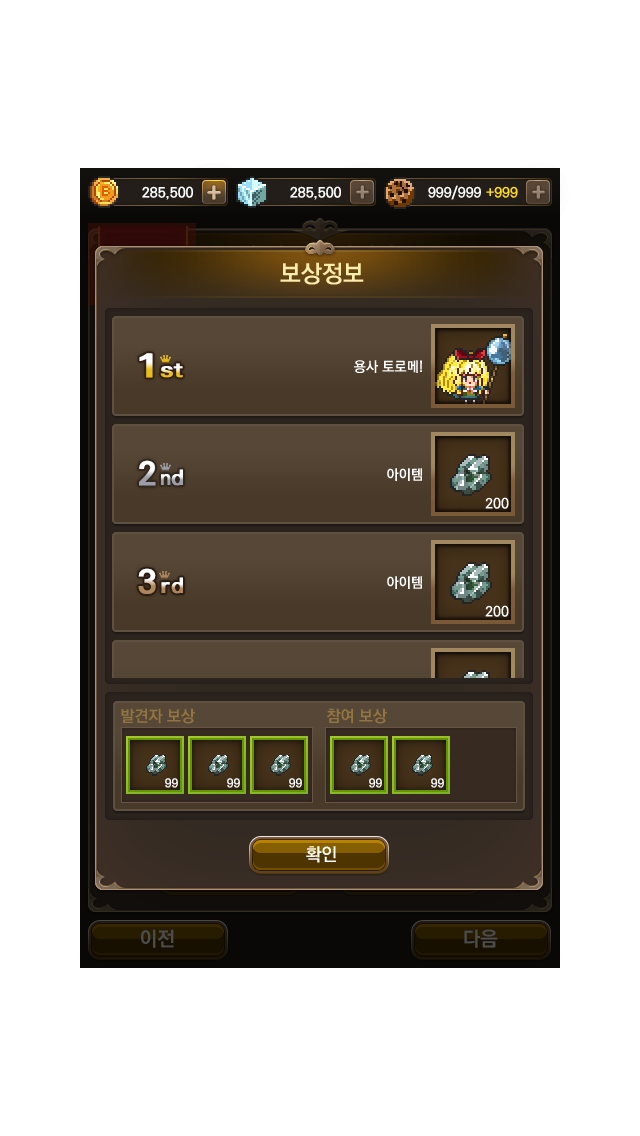 285,500 285,500 999/999 +999
보상정보
1st 용사 토로메!
2nd 아이템
200
3rd 아이템
200
발견자 보상 참여 보상
99 99 99 99 99
확인
이전 다음